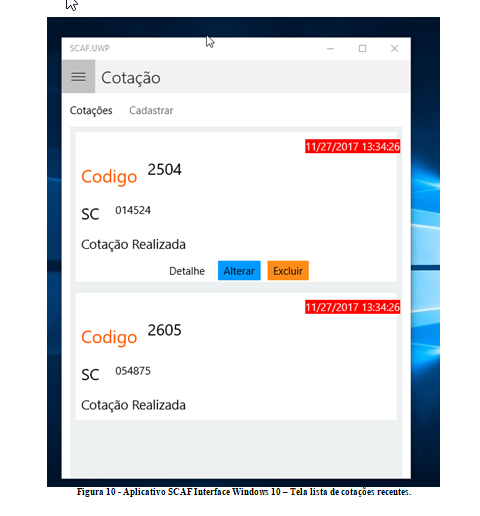 SCAF.UWP
Cotação
Cotações Cadastrar
11/27/2017 13:34:26
Codigo 2504
SC 014524
Cotação Realizada
Detalhe Alterar Excluir
11/27/2017 13:34:26
Codigo 2605
SC 054875
Cotação Realizada
Figura 10 - Aplicativo SCAF Interface Windows 10 – Tela lista de cotações recentes.